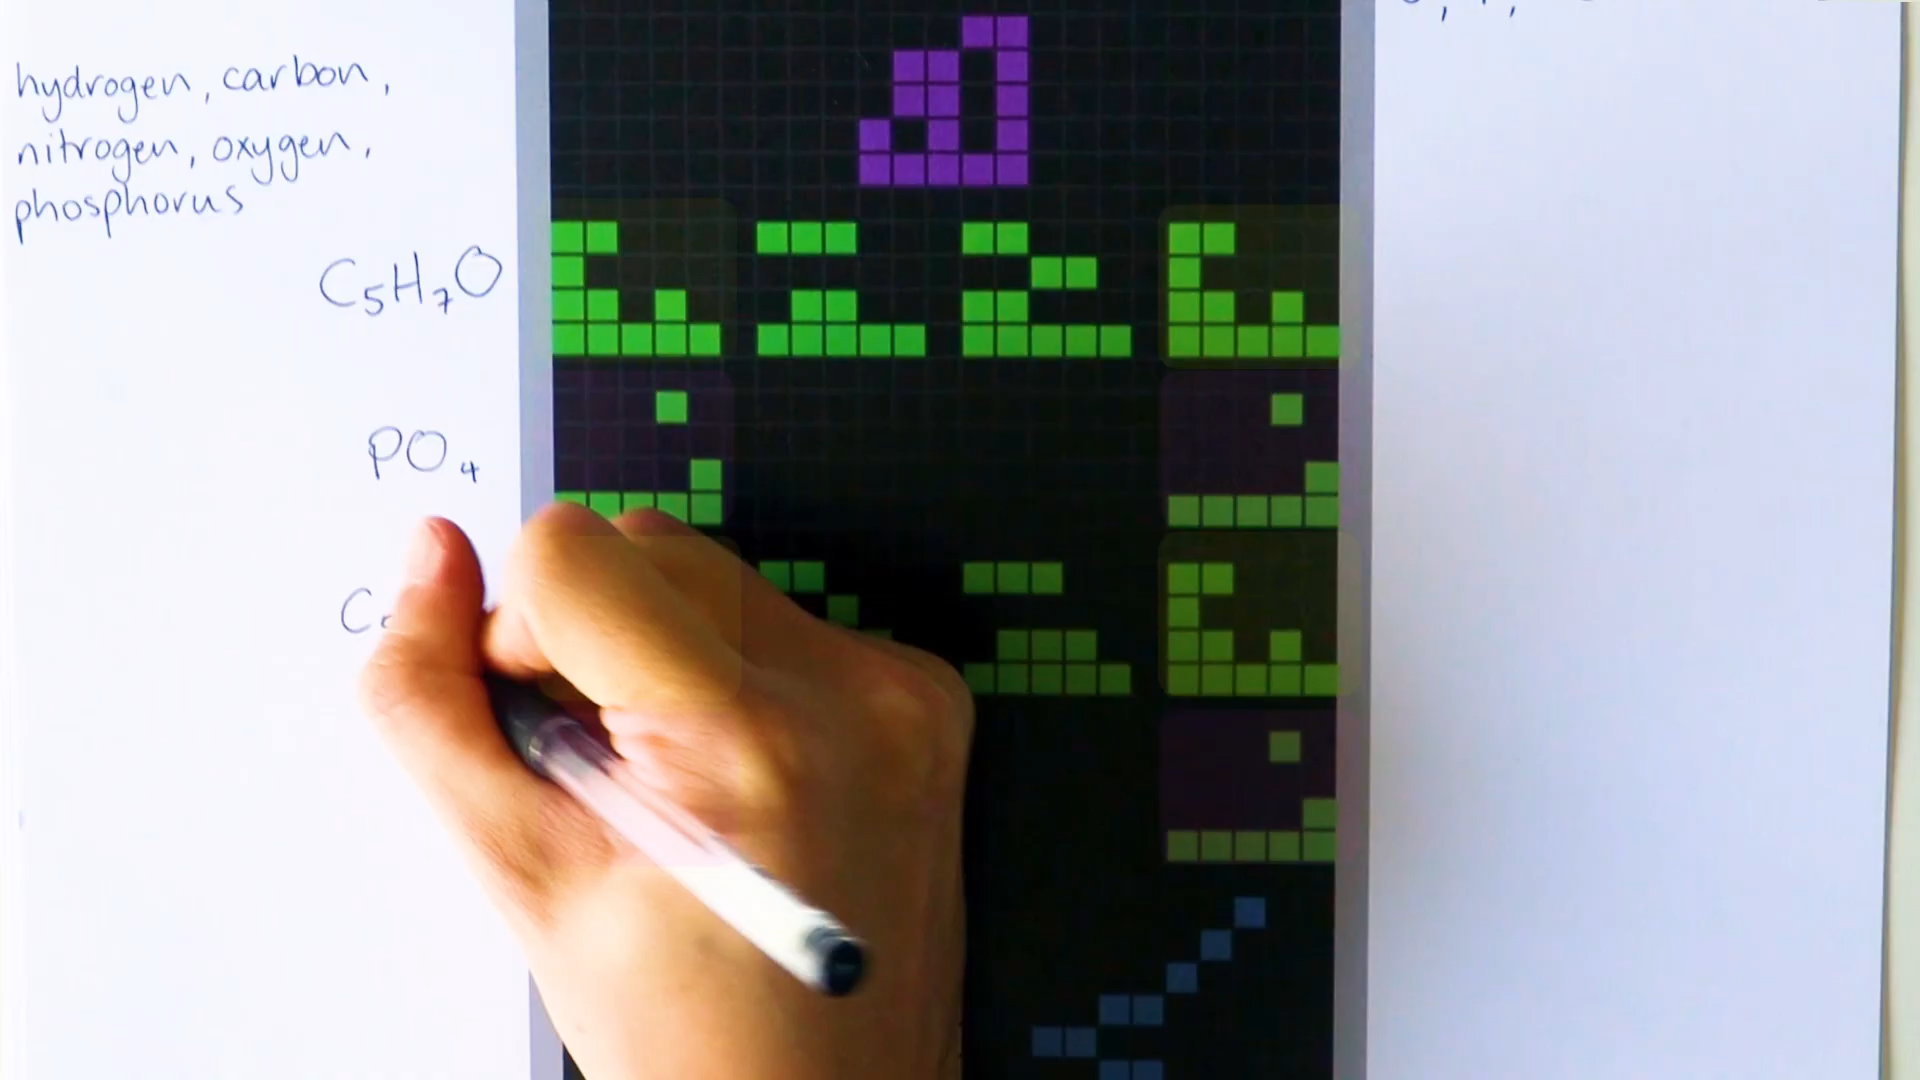 hydrogen, carbon,
nitrogen, oxygen,
phosphorus
C₅H₇O
PO₄